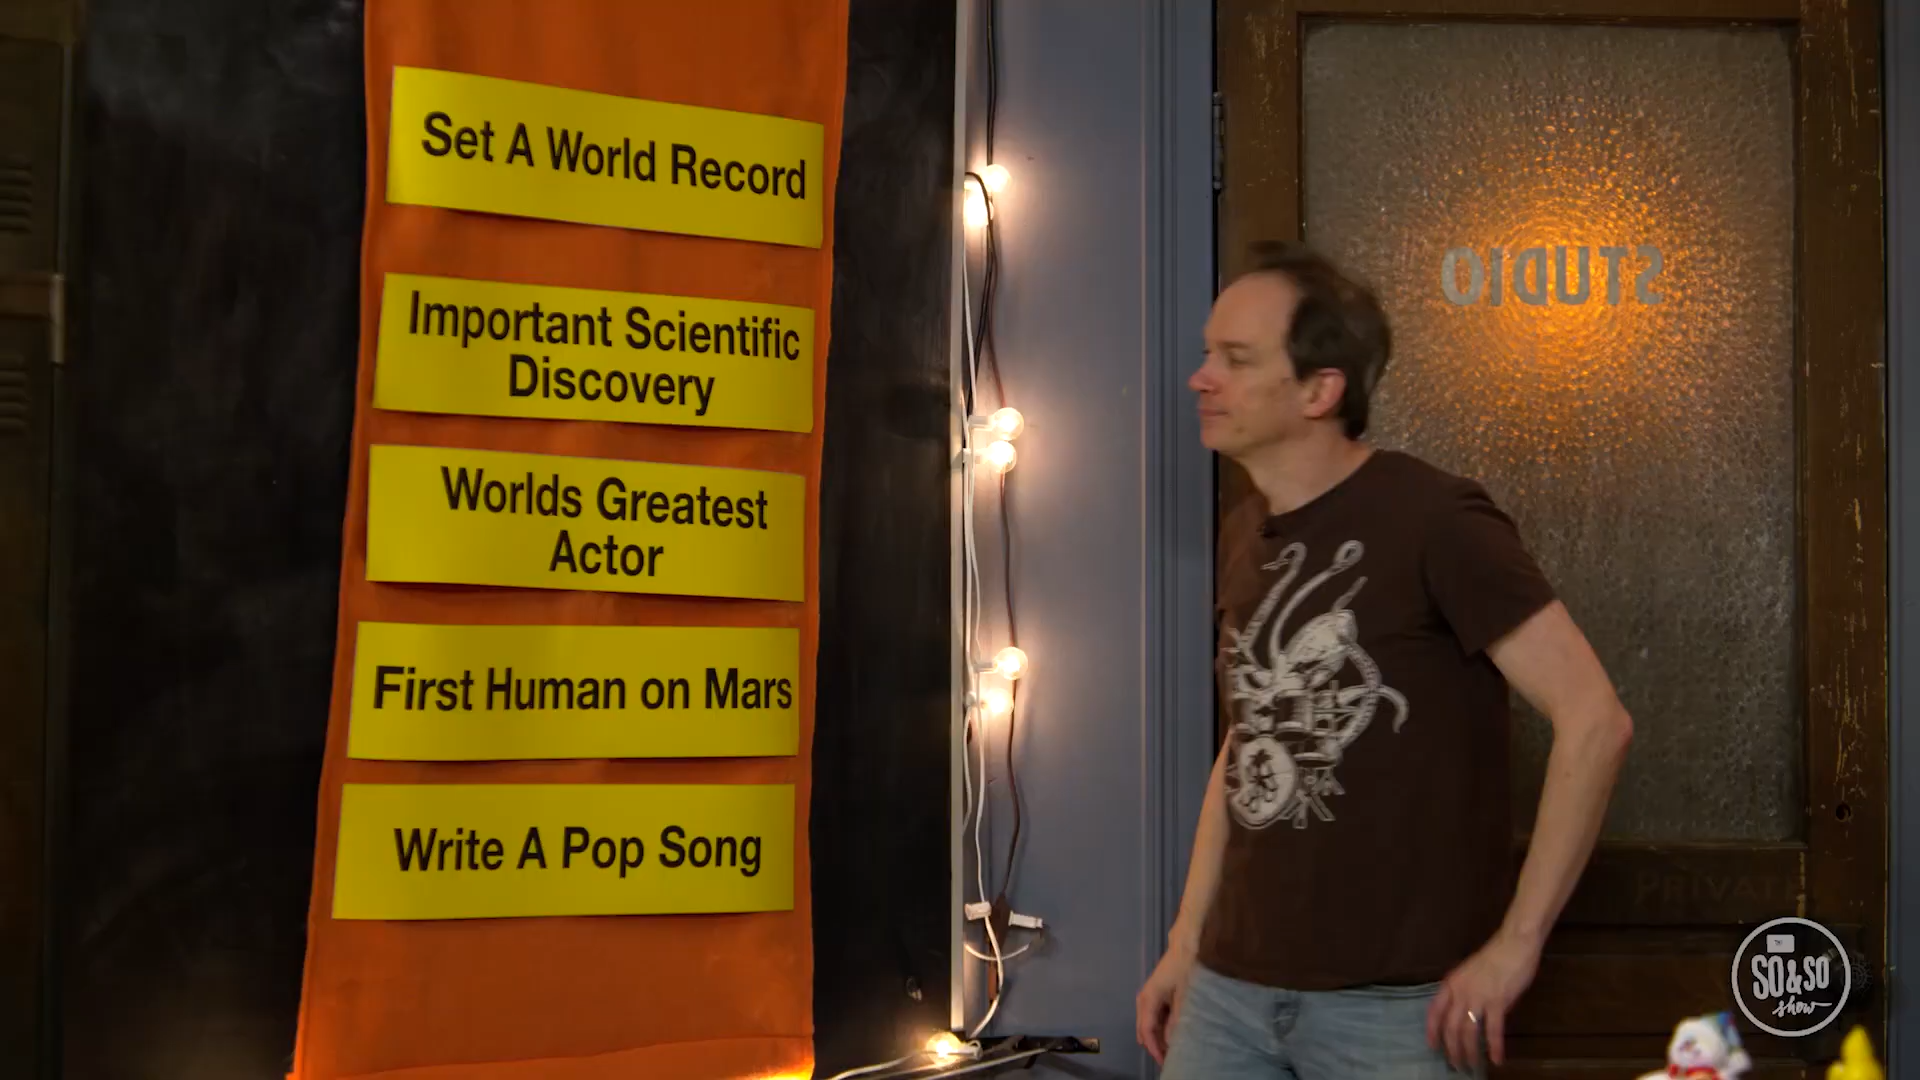 Set A World Record
Important Scientific
Discovery
Worlds Greatest
Actor
First Human on Mars
Write A Pop Song
STUDIO
PRIVATE
SO&SO
show